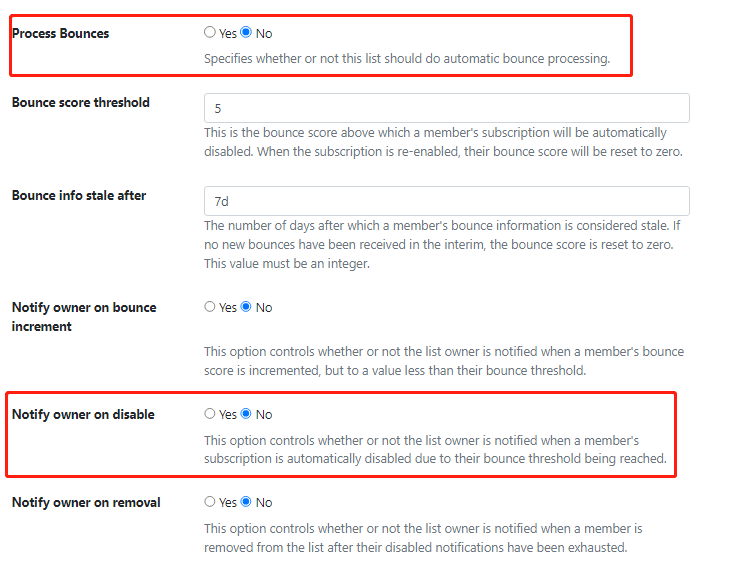 Process Bounces
Yes No
Specifies whether or not this list should do automatic bounce processing.
Bounce score threshold
5
This is the bounce score above which a member's subscription will be automatically
disabled. When the subscription is re-enabled, their bounce score will be reset to zero.
Bounce info stale after
7d
The number of days after which a member's bounce information is considered stale. If
no new bounces have been received in the interim, the bounce score is reset to zero.
This value must be an integer.
Notify owner on bounce
increment
Yes No
This option controls whether or not the list owner is notified when a member's bounce
score is incremented, but to a value less than their bounce threshold.
Notify owner on disable
Yes No
This option controls whether or not the list owner is notified when a member's
subscription is automatically disabled due to their bounce threshold being reached.
Notify owner on removal
Yes No
This option controls whether or not the list owner is notified when a member is
removed from the list after their disabled notifications have been exhausted.